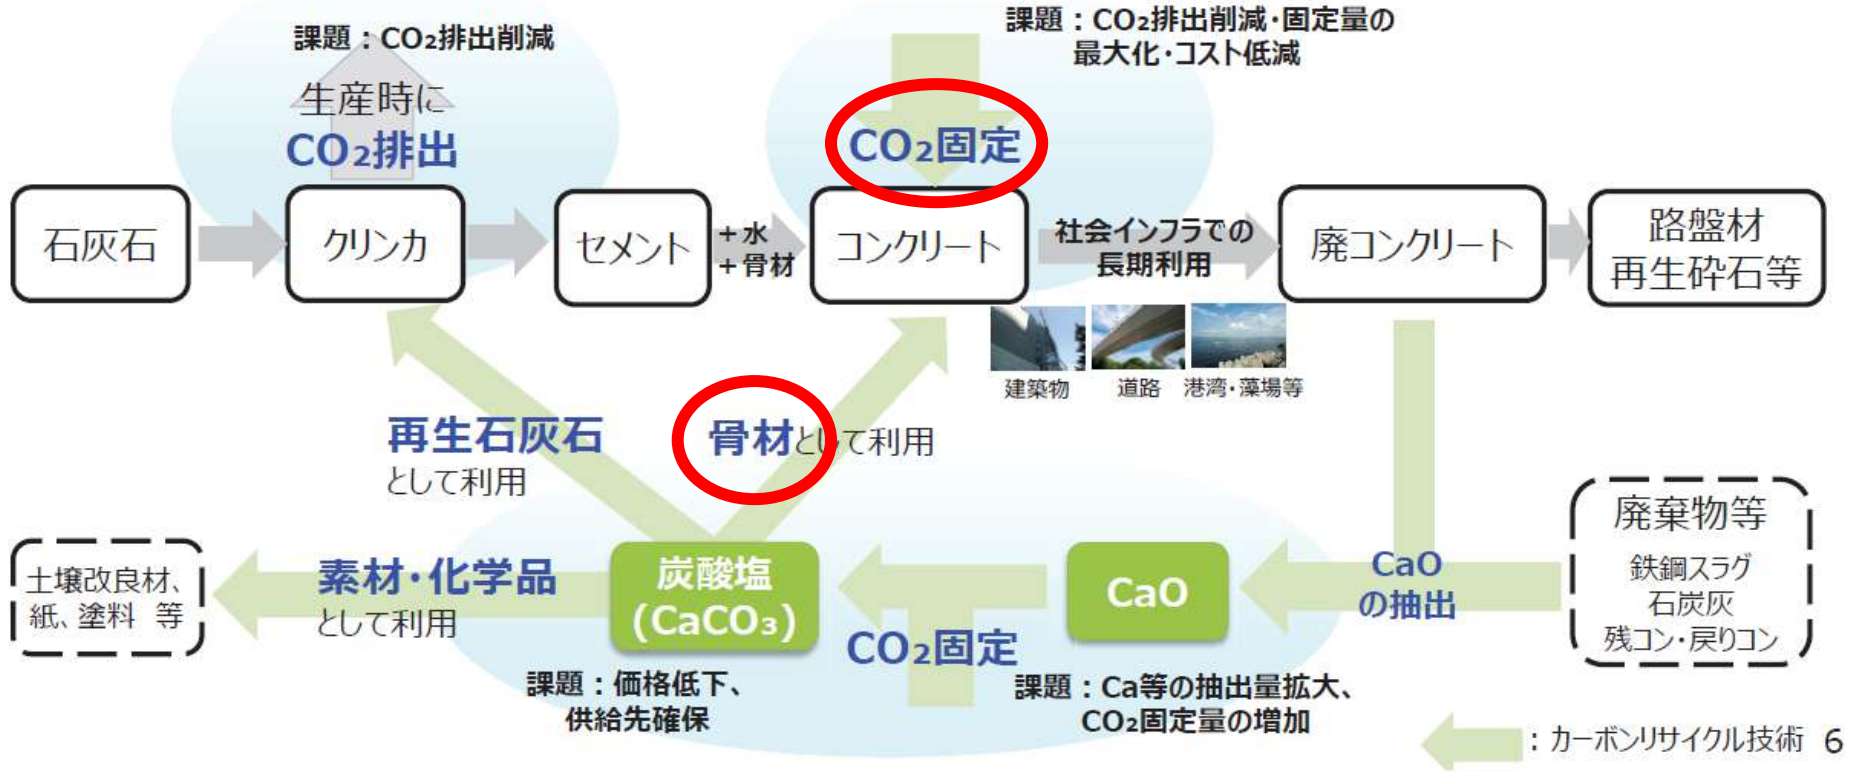 課題：CO₂排出削減
生産時に
CO₂排出
課題：CO₂排出削減・固定量の
最大化・コスト低減
CO₂固定
石灰石
クリンカ
セメント
＋水
＋骨材
コンクリート
社会インフラでの
長期利用
廃コンクリート
路盤材
再生砕石等
建築物
道路
港湾・藻場等
再生石灰石
として利用
骨材として利用
土壌改良材、
紙、塗料 等
素材・化学品
として利用
炭酸塩
(CaCO₃)
CO₂固定
CaO
CaO
の抽出
廃棄物等
鉄鋼スラグ
石炭灰
残コン・戻りコン
課題：価格低下、
供給先確保
課題：Ca等の抽出量拡大、
CO₂固定量の増加
：カーボンリサイクル技術 6